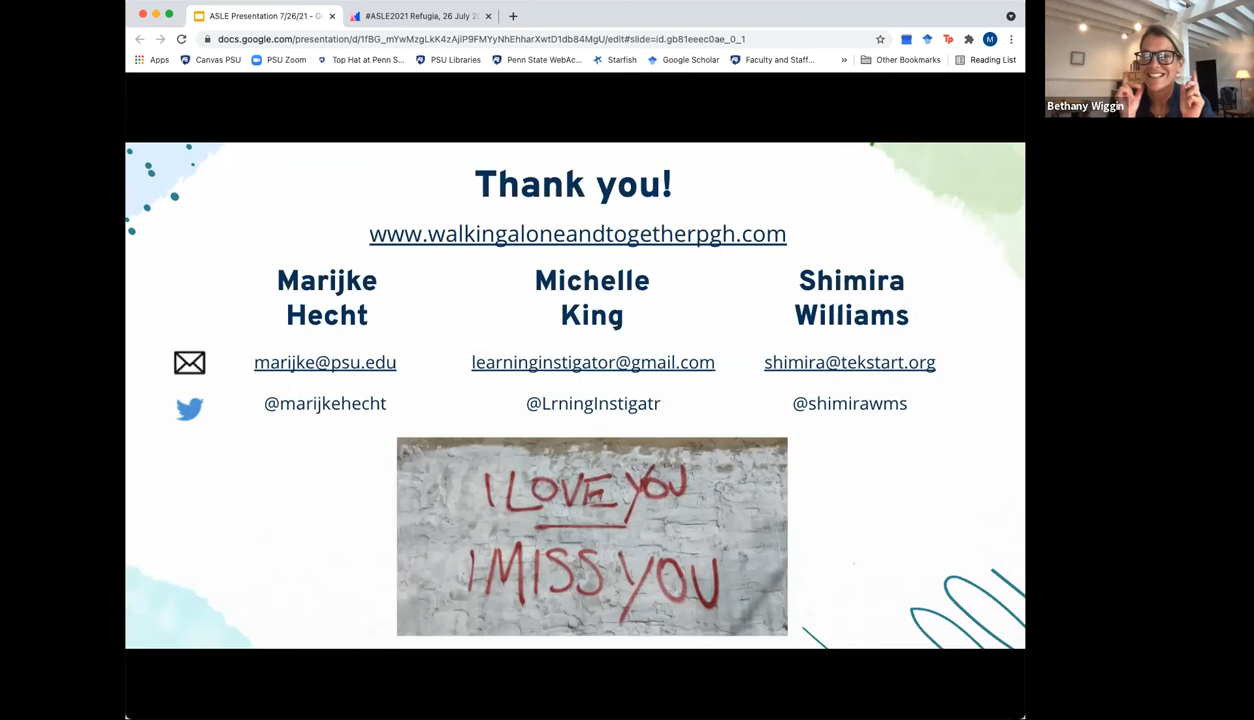 ASLE Presentation 7/26/21 - G
#ASLE2021 Refugia, 26 July 2
docs.google.com/presentation/d/1fBG_mYwMzgLkK4zAjlP9FMYyNhEhharXwtD1db84MgU/edit#slide=id.gb81eeec0ae_0_1
M
Apps
Canvas PSU
PSU Zoom
Top Hat at Penn S...
PSU Libraries
Penn State WebAc...
Starfish
Google Scholar
Faculty and Staff...
»
Other Bookmarks
Reading List
Bethany Wiggin
Thank you!
www.walkingaloneandtogetherpgh.com
Marijke
Hecht
Michelle
King
Shimira
Williams
marijke@psu.edu
learninginstigator@gmail.com
shimira@tekstart.org
@marijkehecht
@LrningInstigatr
@shimirawms
I LOVE YOU
I MISS YOU